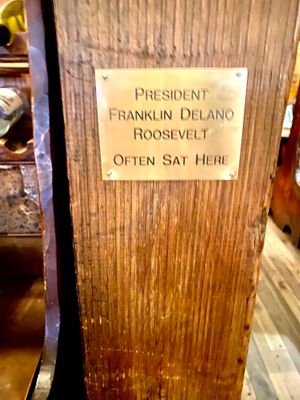 PRESIDENT
FRANKLIN DELANO
ROOSEVELT
OFTEN SAT HERE